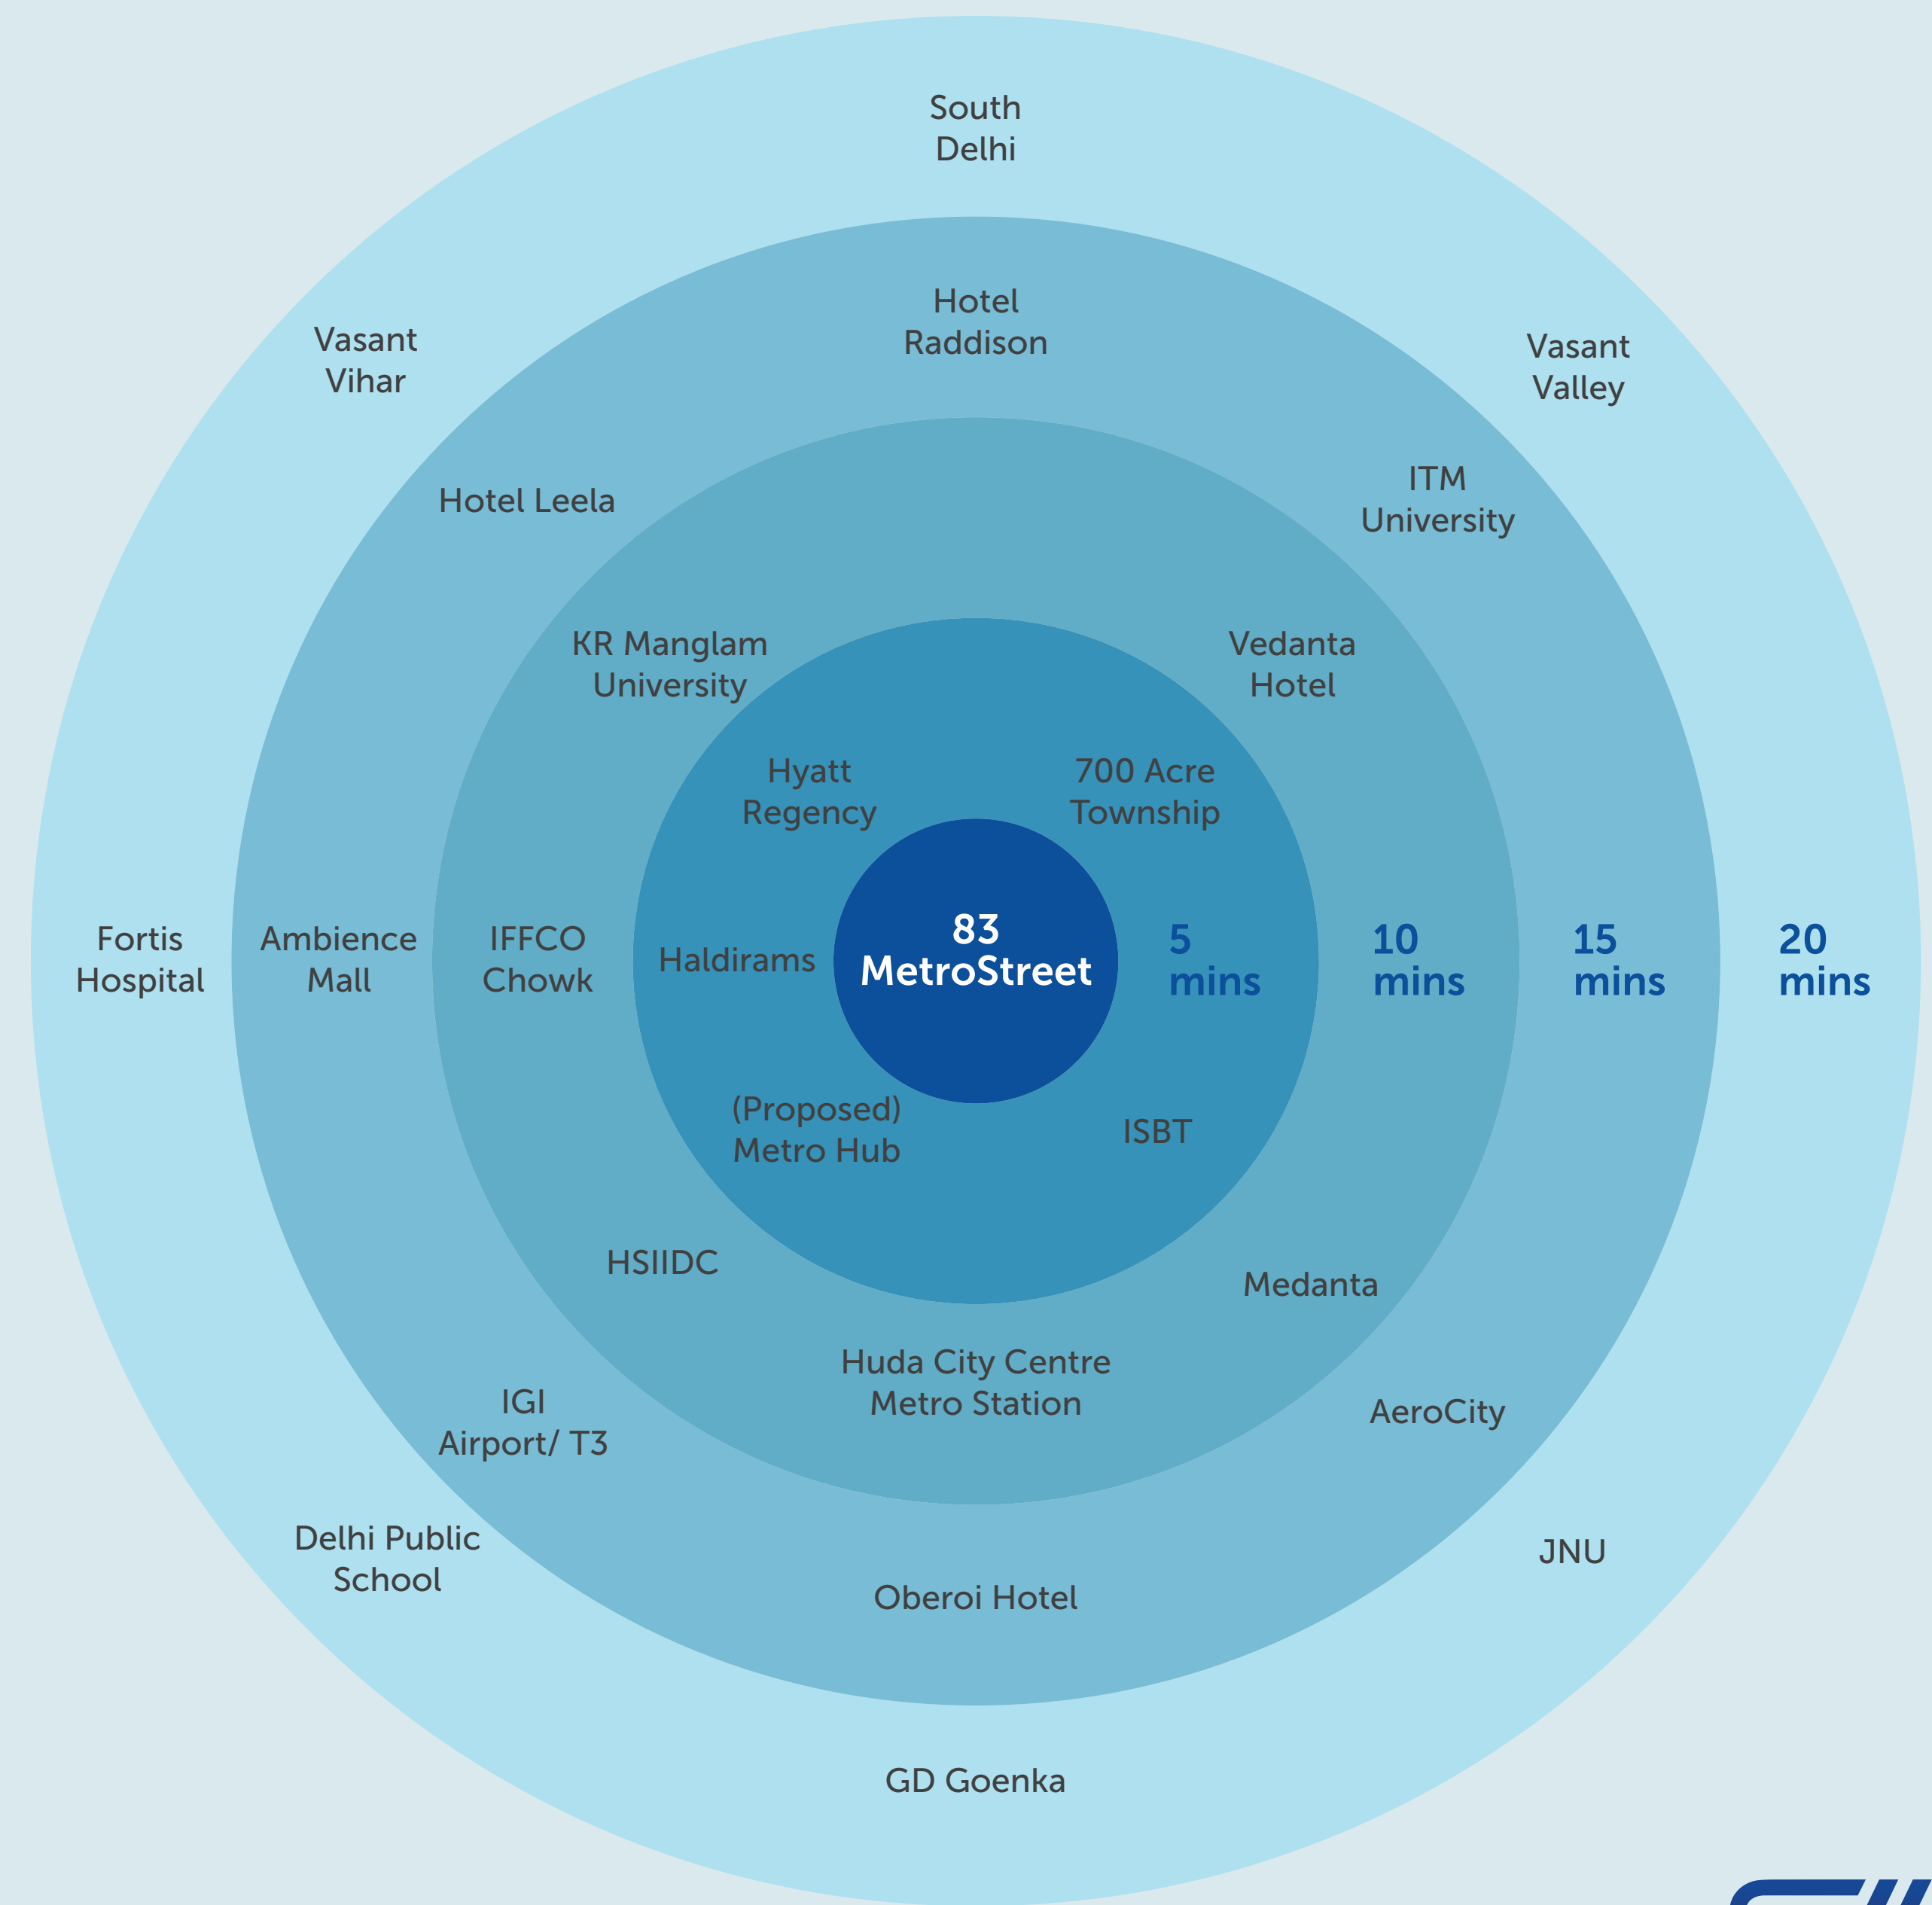 South
Delhi
Hotel
Raddison
Vasant
Vihar
Vasant
Valley
Hotel Leela
ITM
University
KR Manglam
University
Vedanta
Hotel
Hyatt
Regency
700 Acre
Township
Fortis
Hospital
Ambience
Mall
IFFCO
Chowk
Haldirams
83
MetroStreet
5
mins
10
mins
15
mins
20
mins
(Proposed)
Metro Hub
ISBT
HSIIDC
Medanta
Huda City Centre
Metro Station
IGI
Airport/ T3
AeroCity
Delhi Public
School
JNU
Oberoi Hotel
GD Goenka